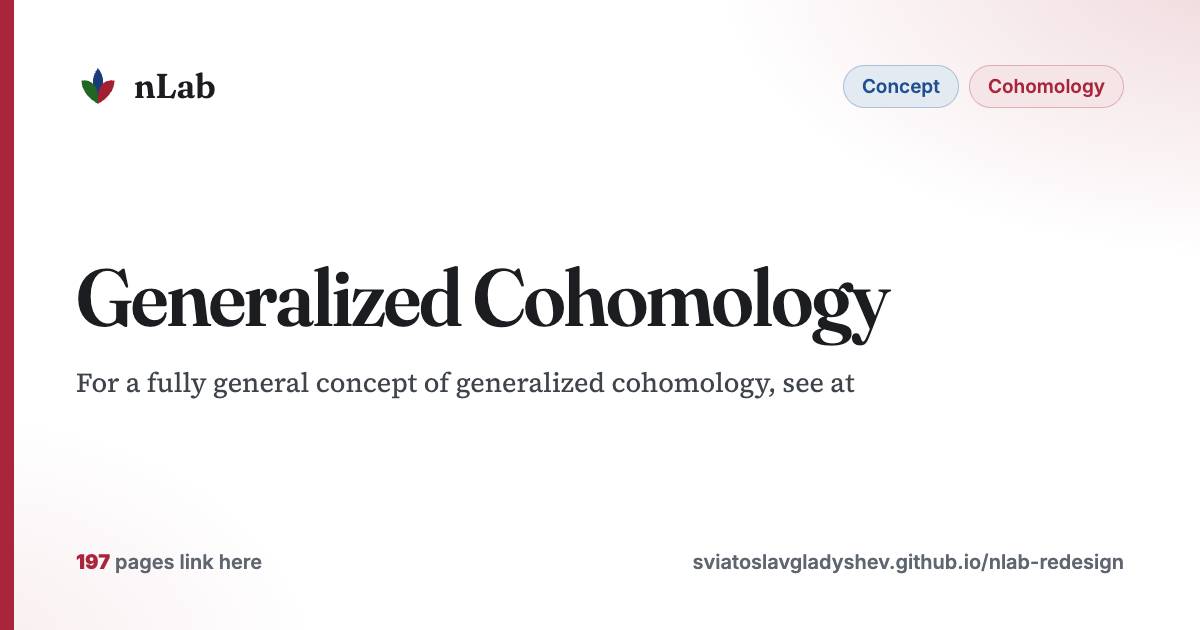 nLab
Concept
Cohomology
Generalized Cohomology
For a fully general concept of generalized cohomology, see at
197 pages link here
sviatoslavgladyshev.github.io/nlab-redesign